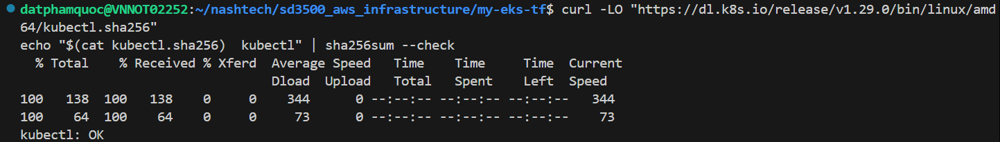 datphamquoc@VNNOT02252:~/nashtech/sd3500_aws_infrastructure/my-eks-tf$ curl -LO "https://dl.k8s.io/release/v1.29.0/bin/linux/amd
64/kubectl.sha256"
echo "$(cat kubectl.sha256)  kubectl" | sha256sum --check
  % Total    % Received % Xferd  Average Speed   Time    Time     Time  Current
                                 Dload  Upload   Total   Spent    Left  Speed
100   138  100   138    0     0    344      0 --:--:-- --:--:-- --:--:--   344
100    64  100    64    0     0     73      0 --:--:-- --:--:-- --:--:--    73
kubectl: OK